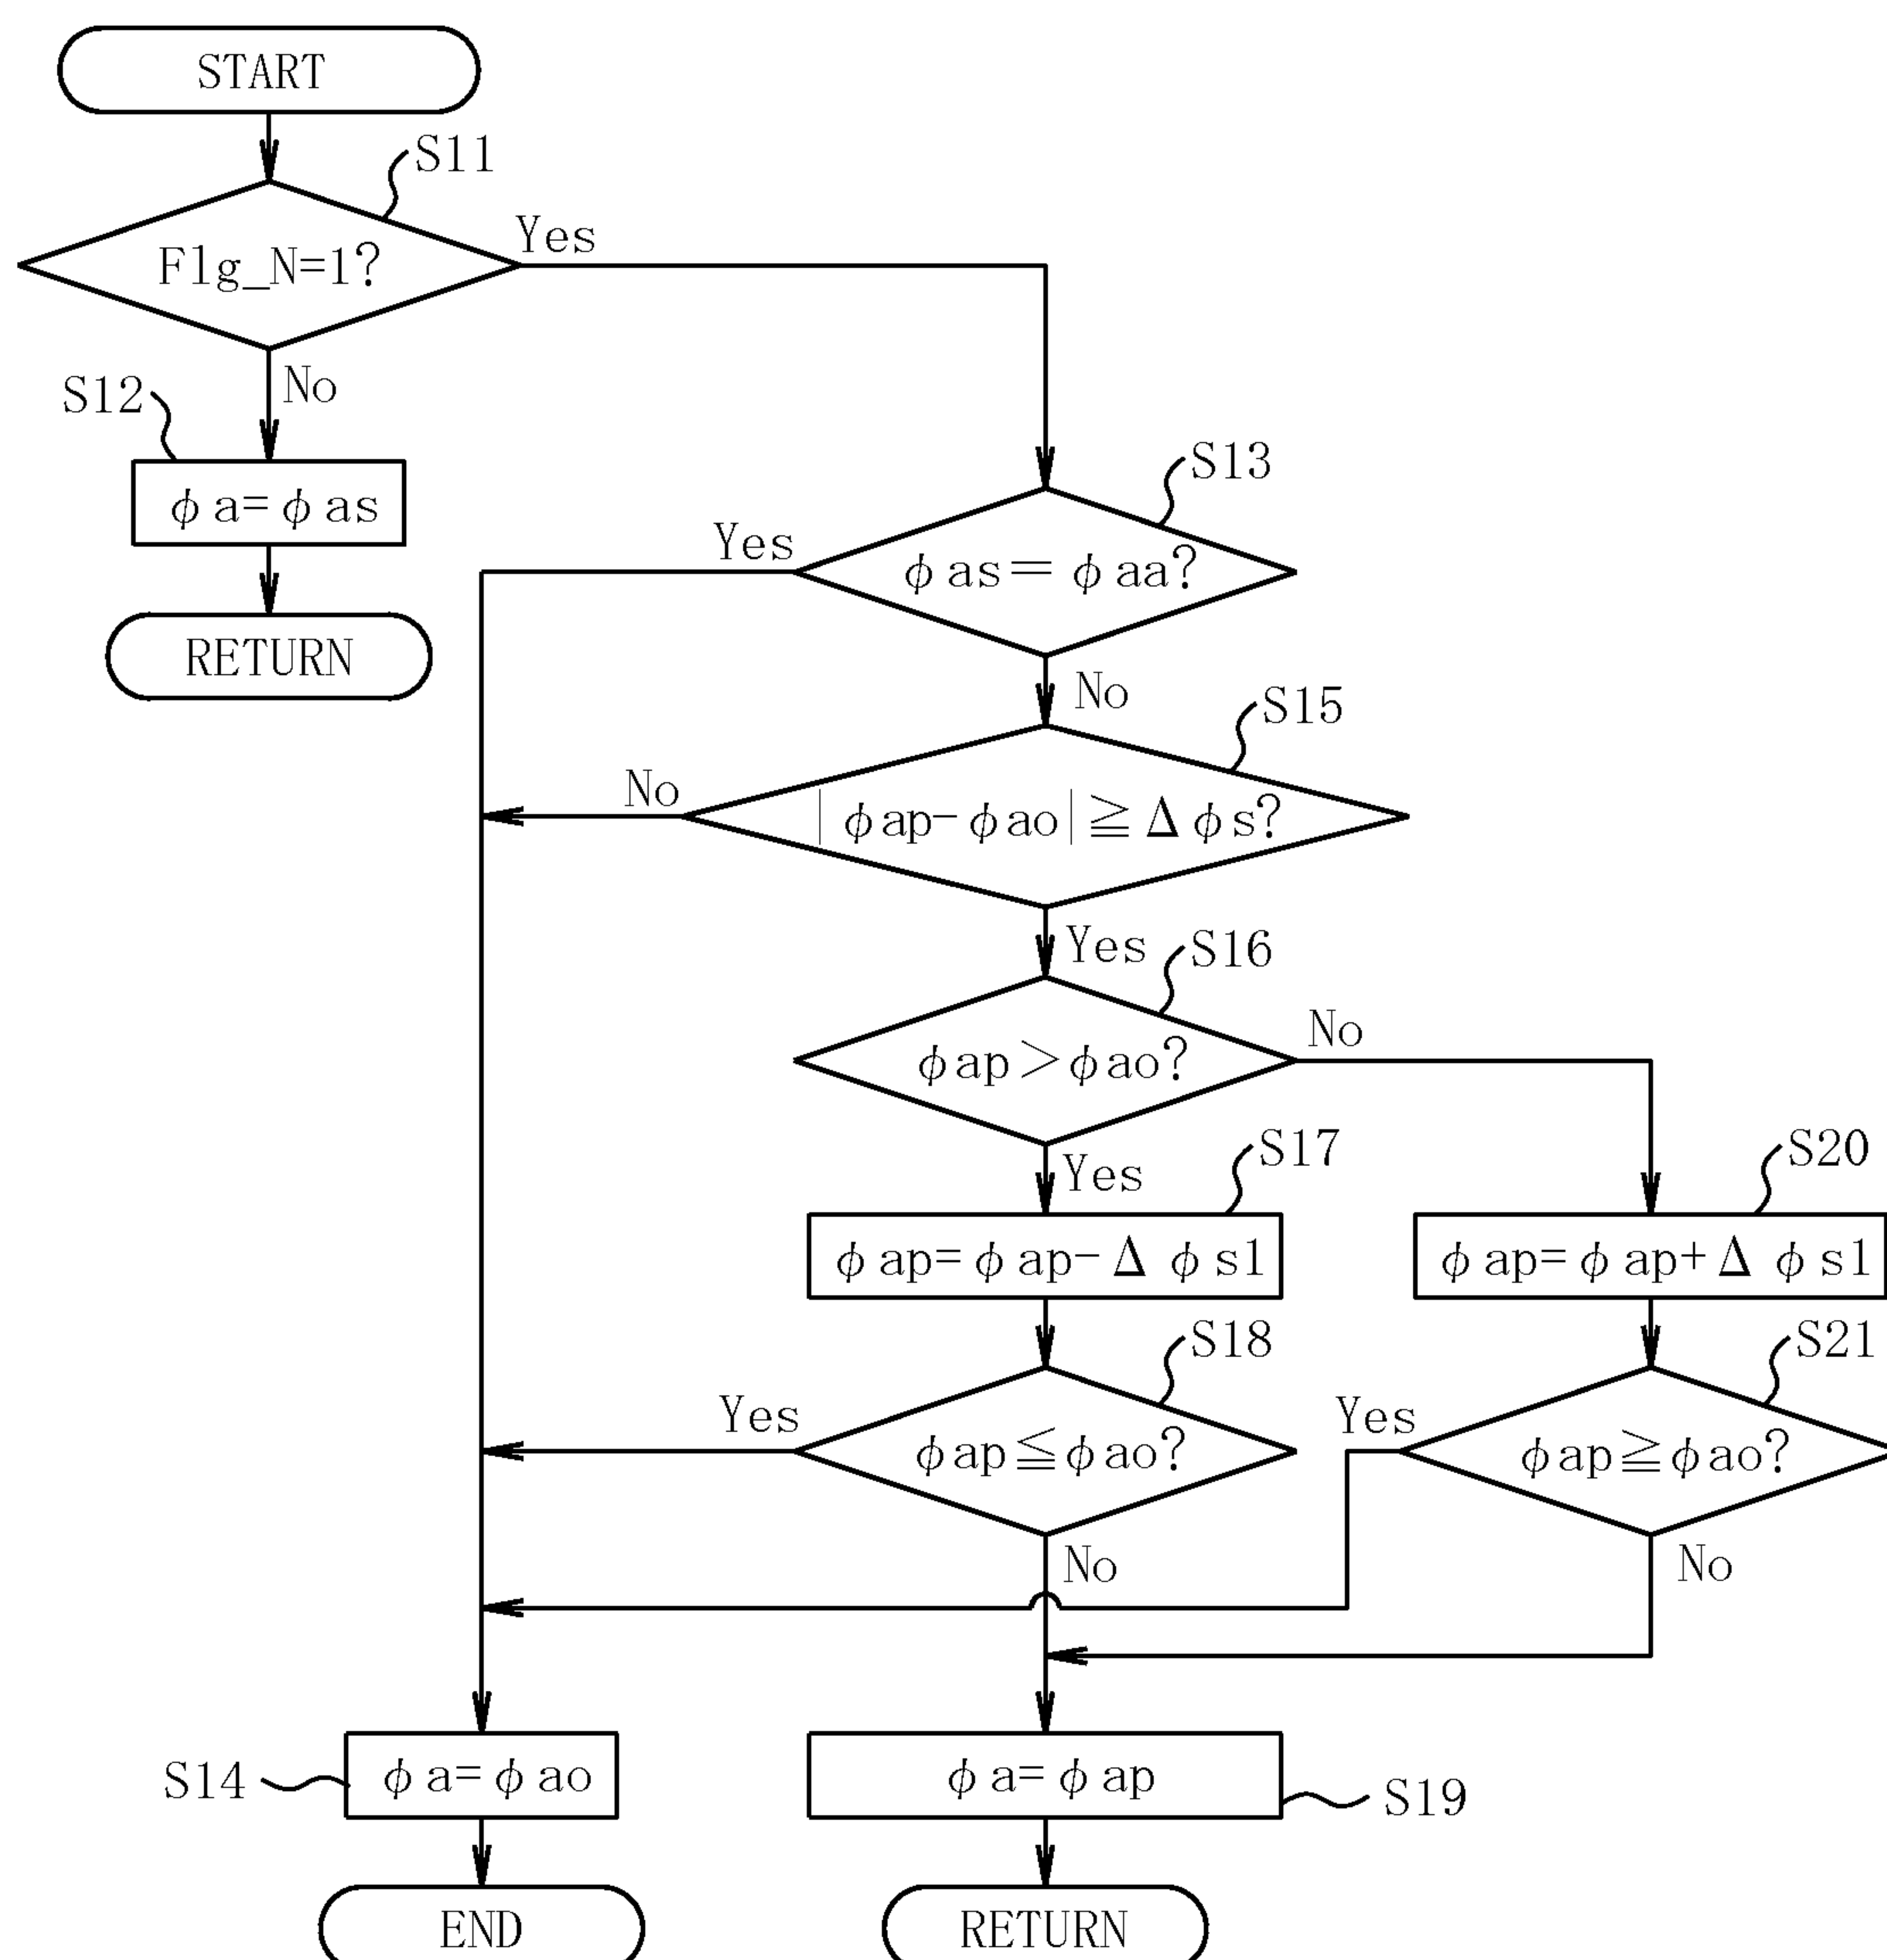 START
S11
Flg_N=1?
Yes
No
S12
φa=φas
RETURN
S13
φas=φaa?
Yes
No
S15
|φap-φao|≧Δφs?
No
Yes
S16
φap>φao?
No
Yes
S17
φap=φap-Δφs1
S20
φap=φap+Δφs1
S18
φap≦φao?
Yes
No
S21
φap≧φao?
Yes
No
S14
φa=φao
φa=φap
S19
END
RETURN